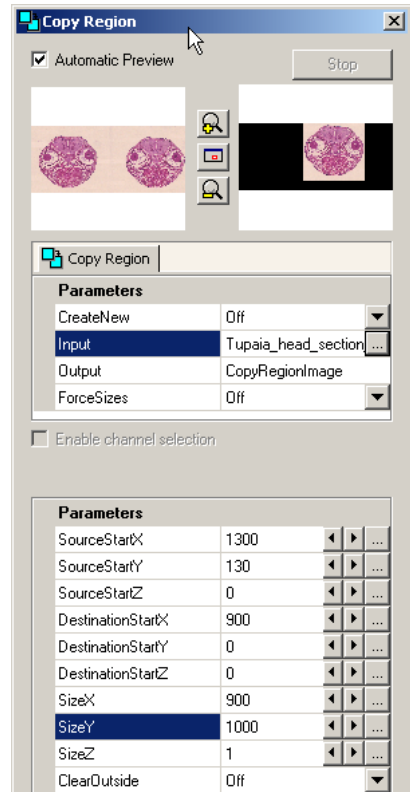 Copy Region
Automatic Preview
Stop
Copy Region
Parameters
CreateNew Off
Input Tupaia_head_section ...
Output CopyRegionImage
ForceSizes Off
Enable channel selection
Parameters
SourceStartX 1300 ...
SourceStartY 130 ...
SourceStartZ 0 ...
DestinationStartX 900 ...
DestinationStartY 0 ...
DestinationStartZ 0 ...
SizeX 900 ...
SizeY 1000 ...
SizeZ 1 ...
ClearOutside Off